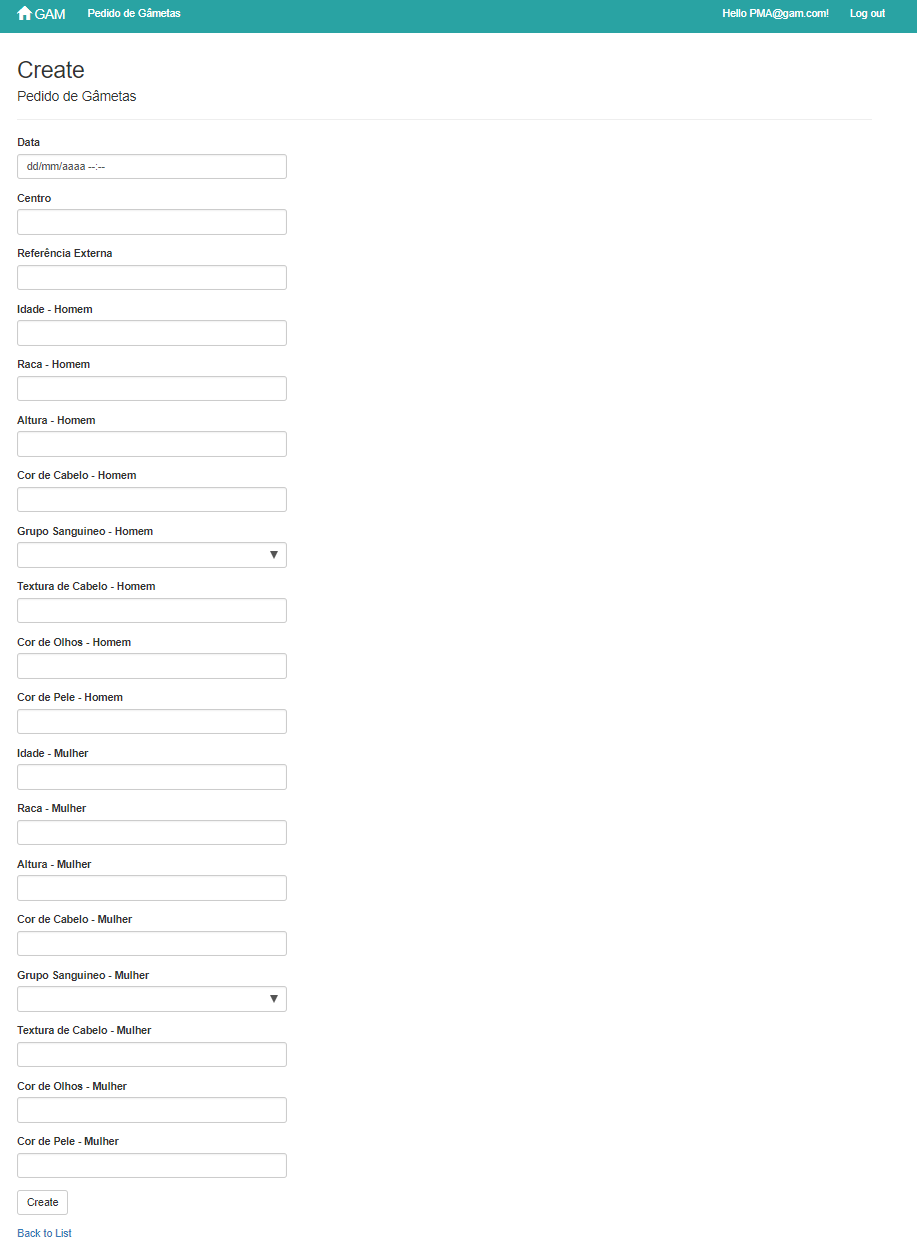 GAM Pedido de Gâmetas Hello PMA@gam.com! Log out
Create
Pedido de Gâmetas
Data
dd/mm/aaaa --:--
Centro
Referência Externa
Idade - Homem
Raca - Homem
Altura - Homem
Cor de Cabelo - Homem
Grupo Sanguineo - Homem
Textura de Cabelo - Homem
Cor de Olhos - Homem
Cor de Pele - Homem
Idade - Mulher
Raca - Mulher
Altura - Mulher
Cor de Cabelo - Mulher
Grupo Sanguineo - Mulher
Textura de Cabelo - Mulher
Cor de Olhos - Mulher
Cor de Pele - Mulher
Create
Back to List